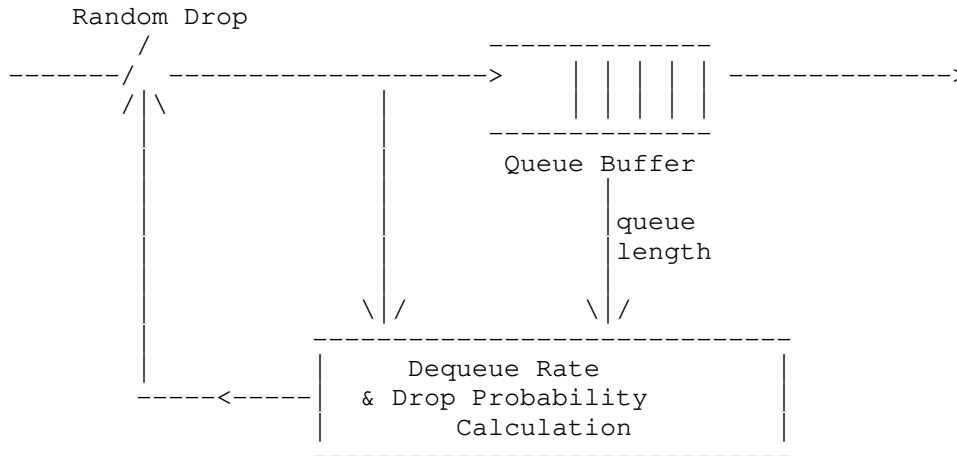 Random Drop
Queue Buffer
queue
length
Dequeue Rate
& Drop Probability
Calculation